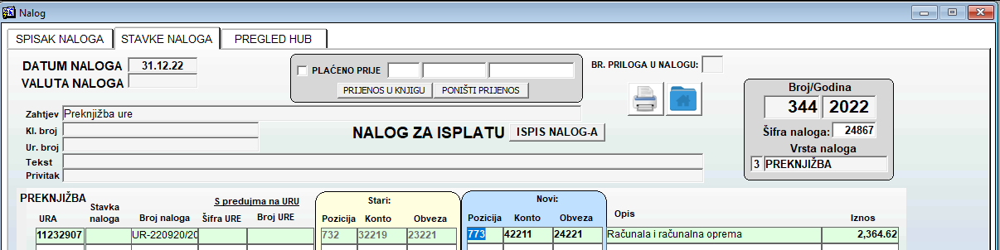 Nalog
SPISAK NALOGA STAVKE NALOGA PREGLED HUB
DATUM NALOGA 31.12.22
VALUTA NALOGA
PLAĆENO PRIJE
PRIJENOS U KNJIGU PONIŠTI PRIJENOS
BR. PRILOGA U NALOGU:
Broj/Godina
344 2022
Šifra naloga: 24867
Vrsta naloga
3 PREKNJIŽBA
Zahtjev Preknjižba ure
Kl. broj
Ur. broj
NALOG ZA ISPLATU ISPIS NALOG-A
Tekst
Privitak
PREKNJIŽBA
S predujma na URU
Stari:
Novi:
URA Stavka naloga Broj naloga Šifra URE Broj URE Pozicija Konto Obveza Pozicija Konto Obveza Opis Iznos
11232907 UR-220920/20 732 32219 23221 773 42211 24221 Računala i računalna oprema 2,364.62